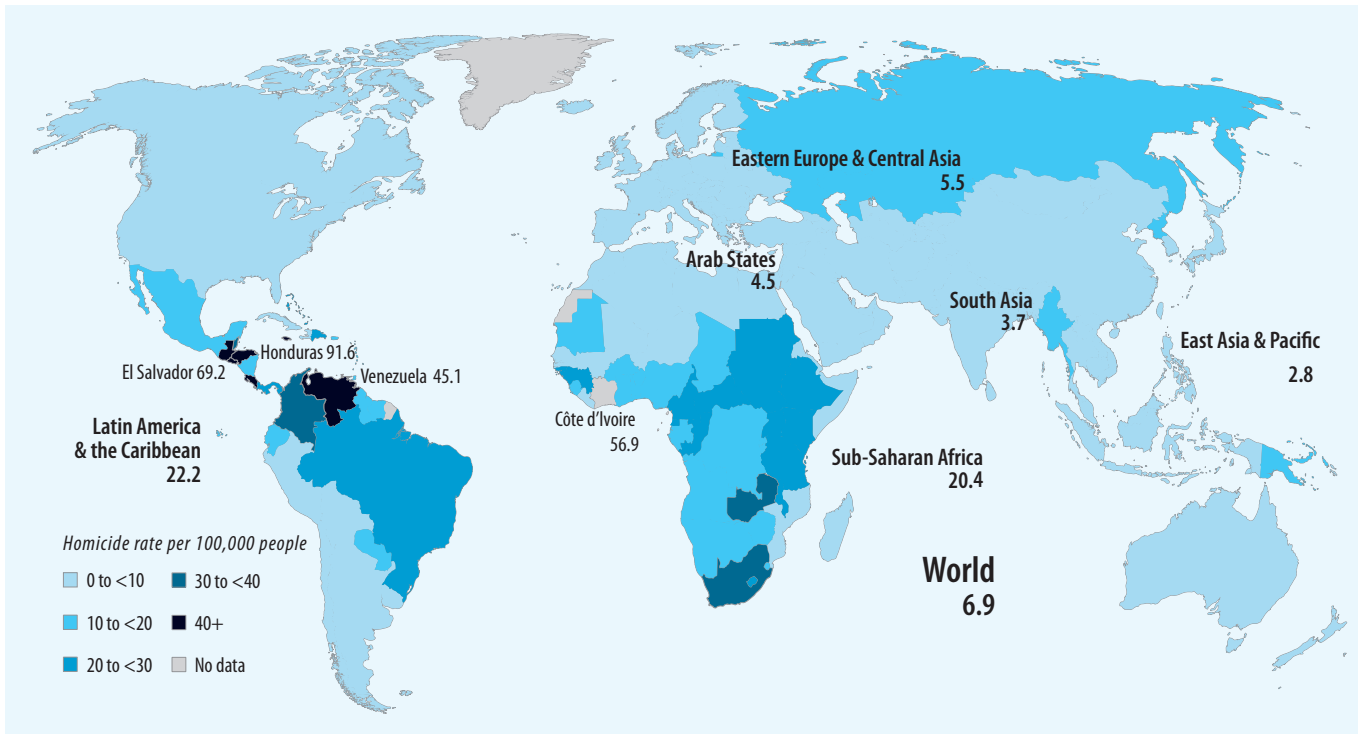 Eastern Europe & Central Asia
5.5
Arab States
4.5
South Asia
3.7
East Asia & Pacific
2.8
Honduras 91.6
El Salvador 69.2
Venezuela 45.1
Côte d’Ivoire
56.9
Latin America
& the Caribbean
22.2
Sub-Saharan Africa
20.4
World
6.9
Homicide rate per 100,000 people
0 to <10
30 to <40
10 to <20
40+
20 to <30
No data